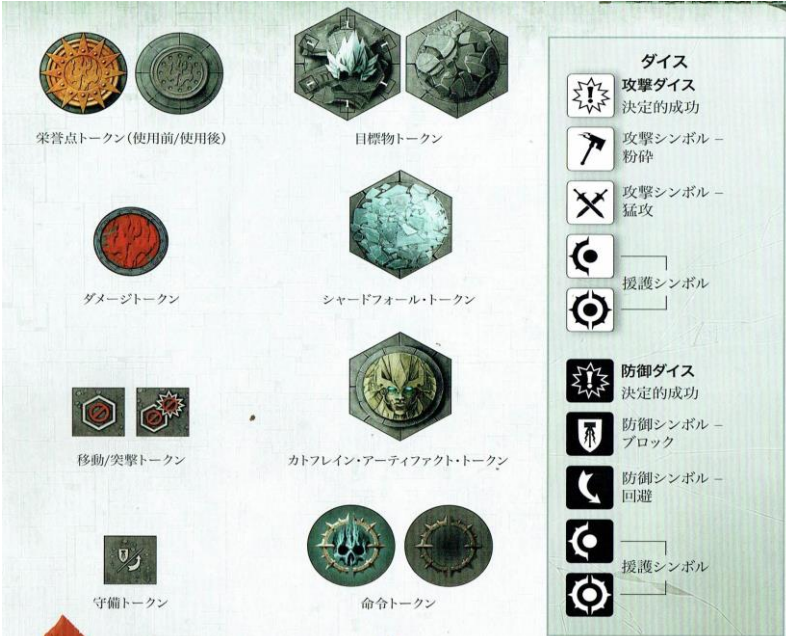 栄誉点トークン(使用前/使用後)
目標物トークン
ダメージトークン
シャードフォール・トークン
移動/突撃トークン
カトフレイン・アーティファクト・トークン
守備トークン
命令トークン
ダイス
攻撃ダイス
決定的成功
攻撃シンボル –
粉砕
攻撃シンボル –
猛攻
援護シンボル
防御ダイス
決定的成功
防御シンボル –
ブロック
防御シンボル –
回避
援護シンボル